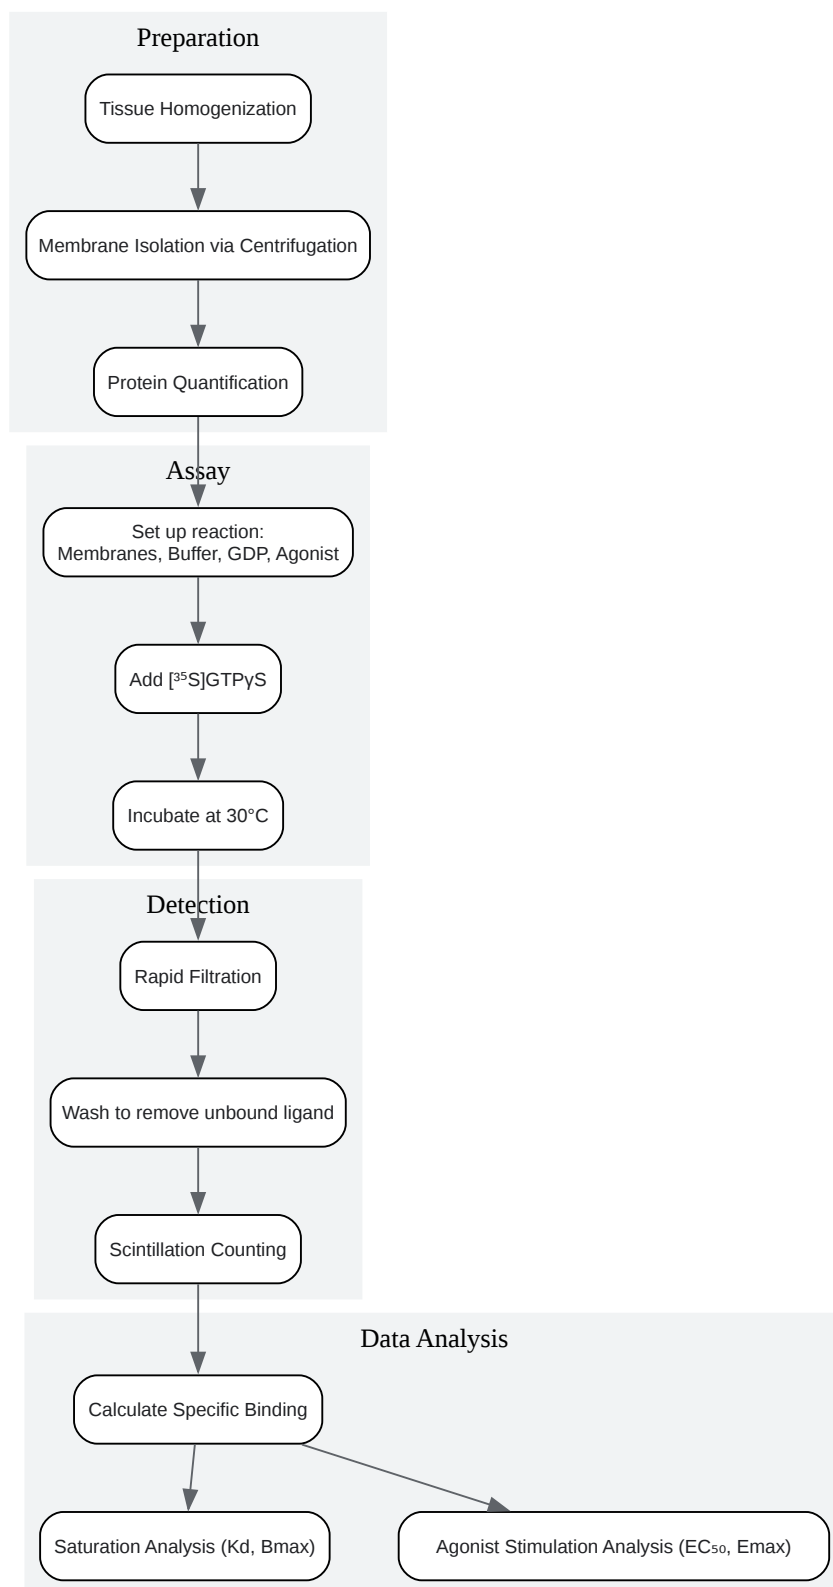 Preparation
Tissue Homogenization
Membrane Isolation via Centrifugation
Protein Quantification
Assay
Set up reaction:
Membranes, Buffer, GDP, Agonist
Add [³⁵S]GTPγS
Incubate at 30°C
Detection
Rapid Filtration
Wash to remove unbound ligand
Scintillation Counting
Data Analysis
Calculate Specific Binding
Saturation Analysis (Kd, Bmax)
Agonist Stimulation Analysis (EC₅₀, Emax)